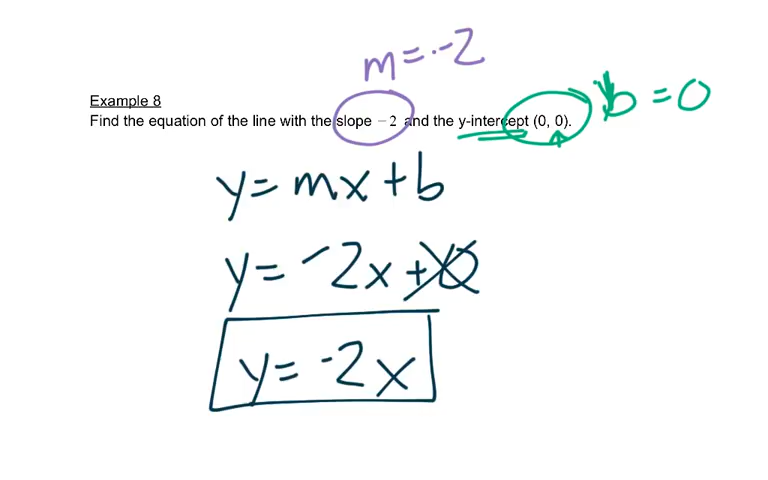 m = -2
Example 8
Find the equation of the line with the slope −2 and the y-intercept (0, 0).
b = 0
y = mx + b
y = -2x + 0
y = -2x